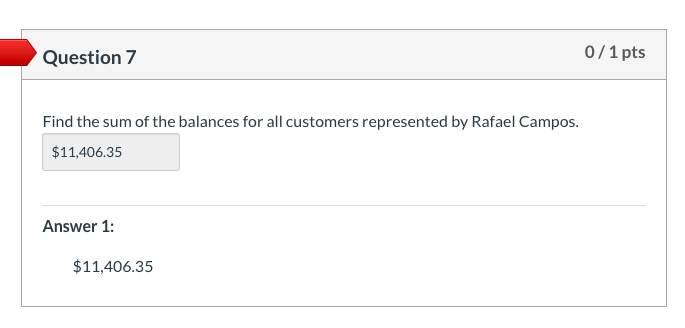 Question 7
0 / 1 pts
Find the sum of the balances for all customers represented by Rafael Campos.
$11,406.35
Answer 1:
$11,406.35